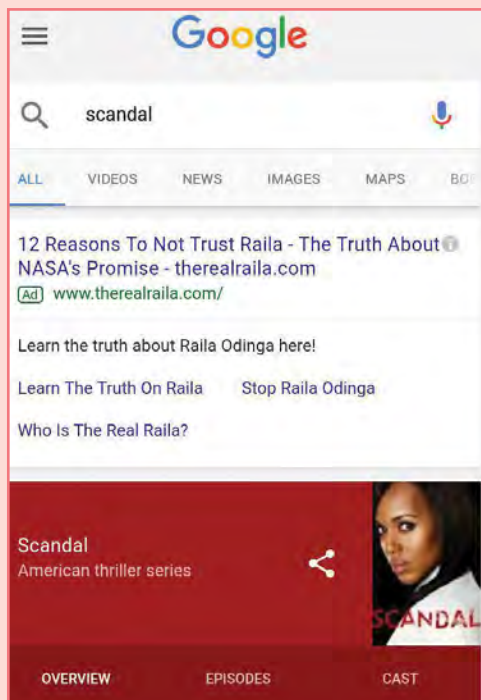 Google
scandal
ALL VIDEOS NEWS IMAGES MAPS
12 Reasons To Not Trust Raila - The Truth About
NASA's Promise - therealraila.com
Ad www.therealraila.com/
Learn the truth about Raila Odinga here!
Learn The Truth On Raila Stop Raila Odinga
Who Is The Real Raila?
Scandal
American thriller series
SCANDAL
OVERVIEW EPISODES CAST